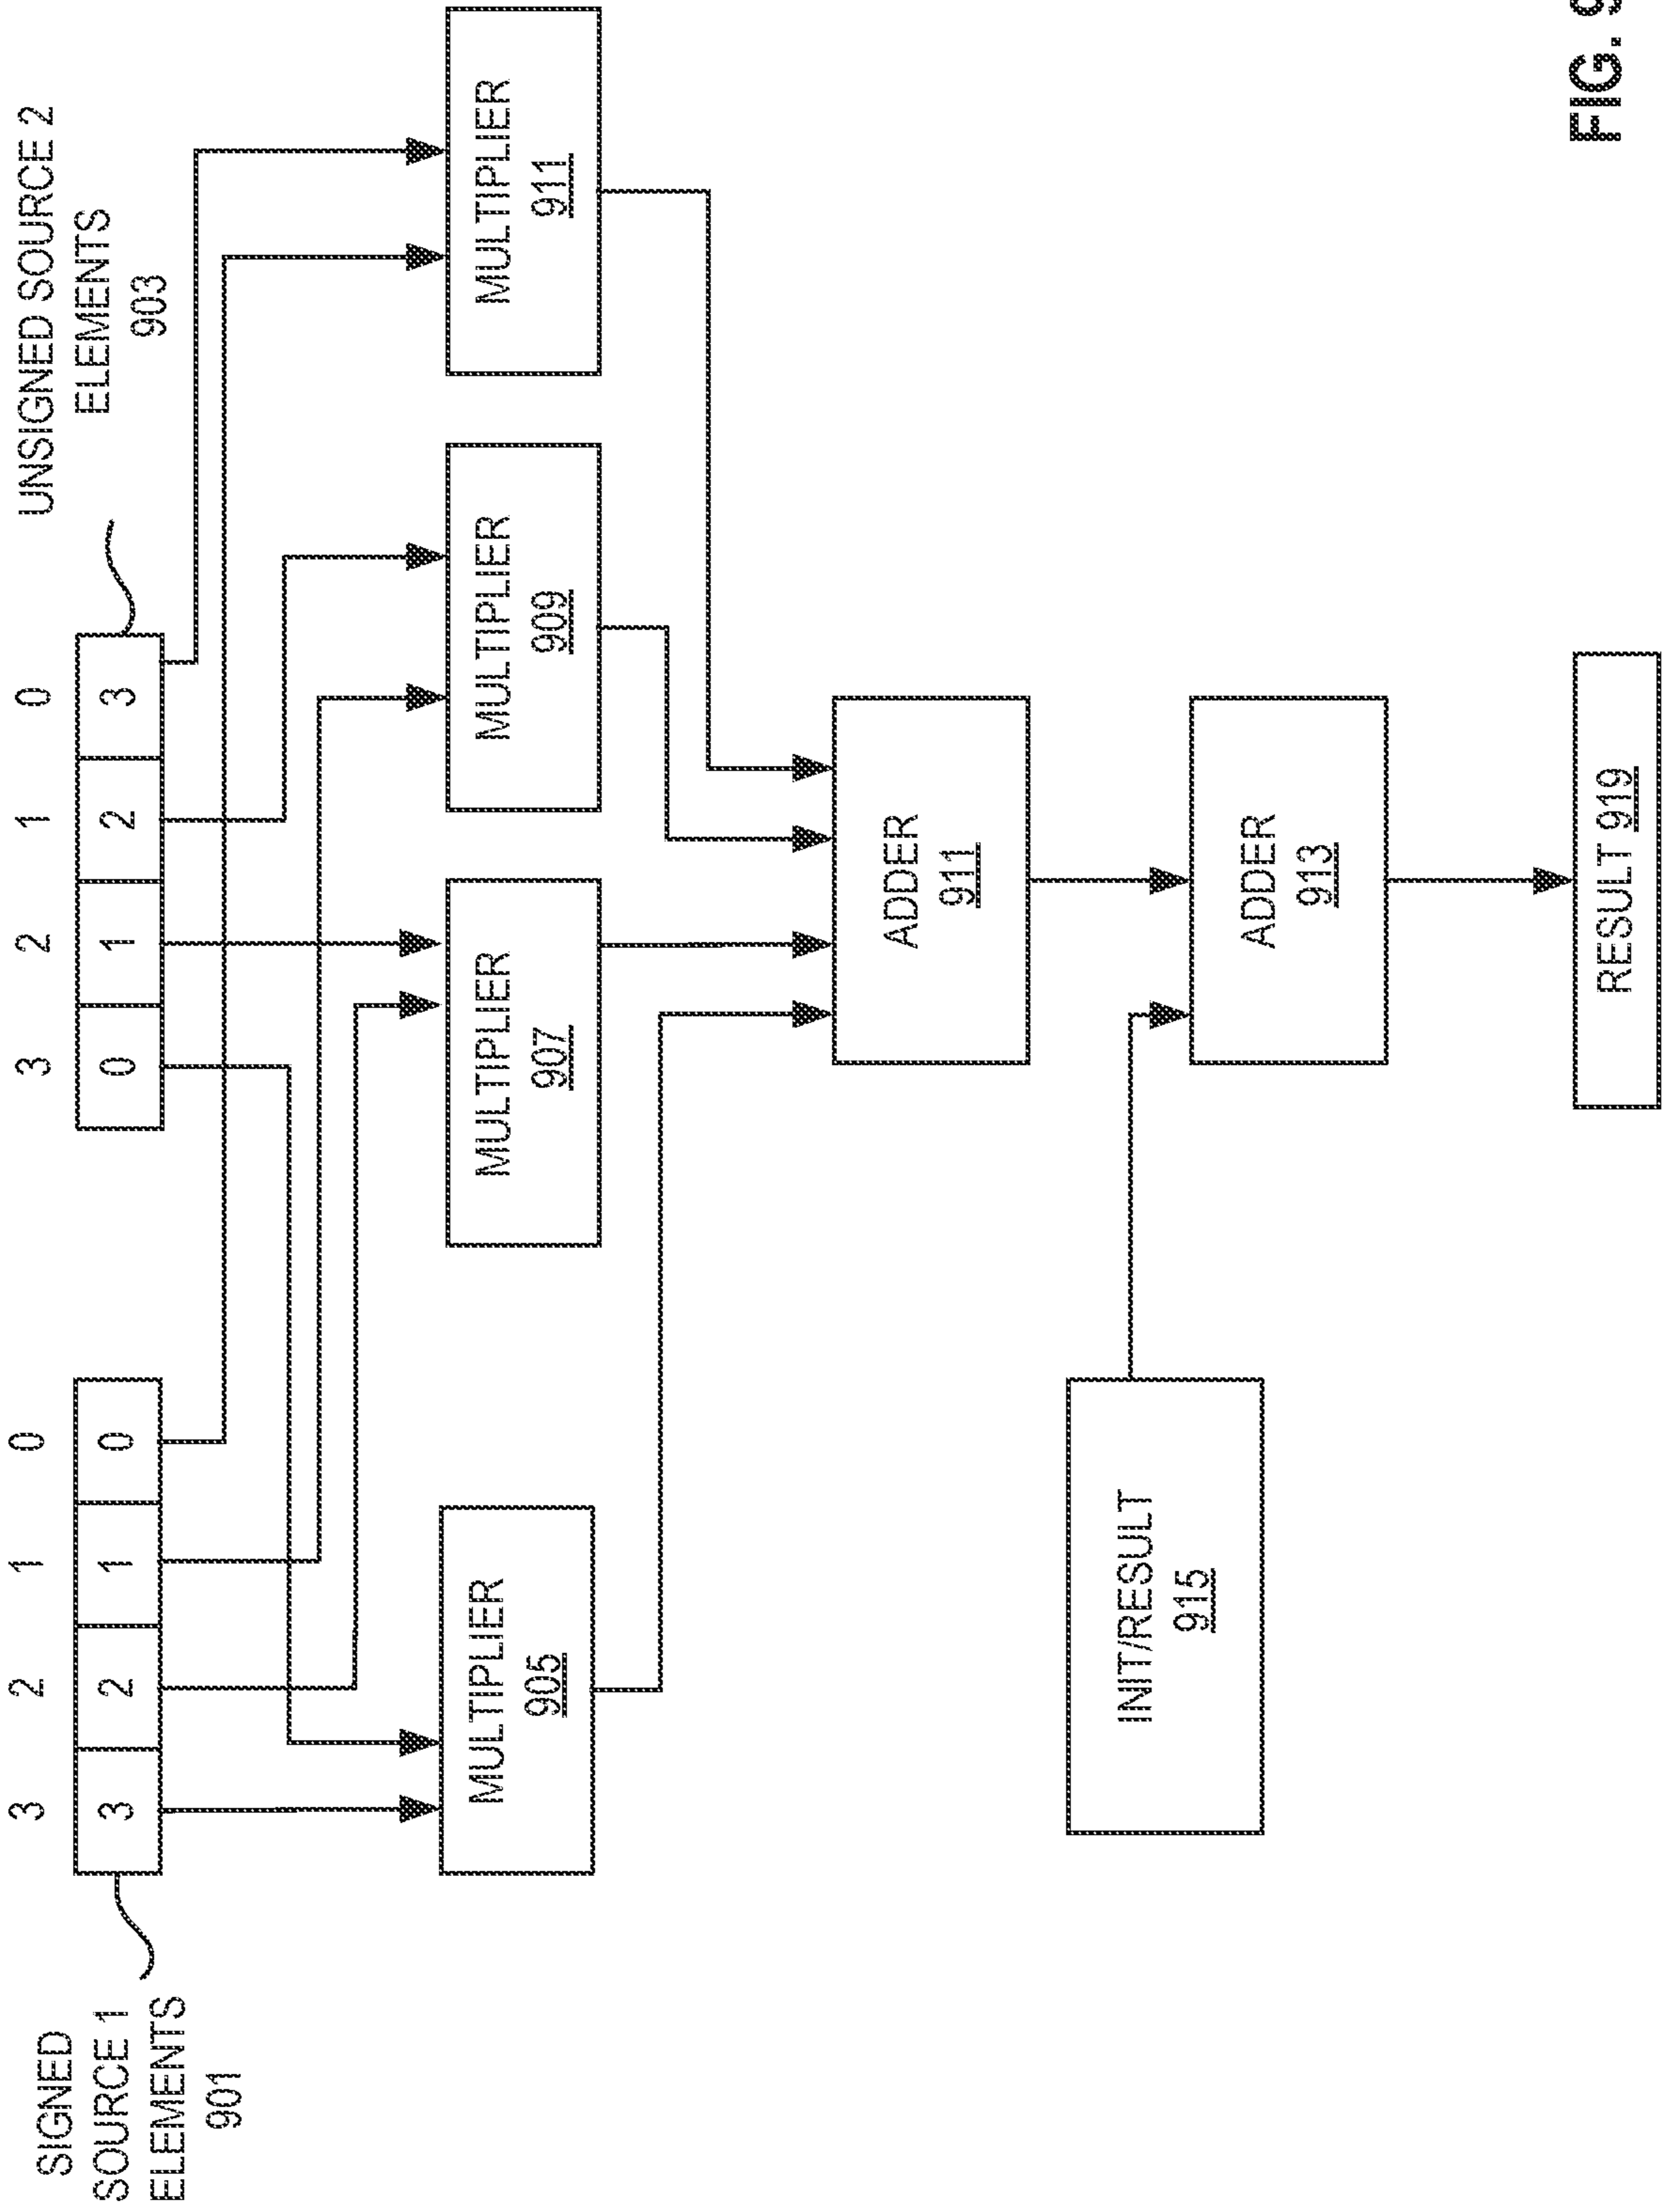 SIGNED
SOURCE 1
ELEMENTS
901
3 2 1 0
3 2 1 0
UNSIGNED SOURCE 2
ELEMENTS
903
3 2 1 0
0 1 2 3
MULTIPLIER
905
MULTIPLIER
907
MULTIPLIER
909
MULTIPLIER
911
ADDER
911
INIT/RESULT
915
ADDER
913
RESULT 919
FIG. 9